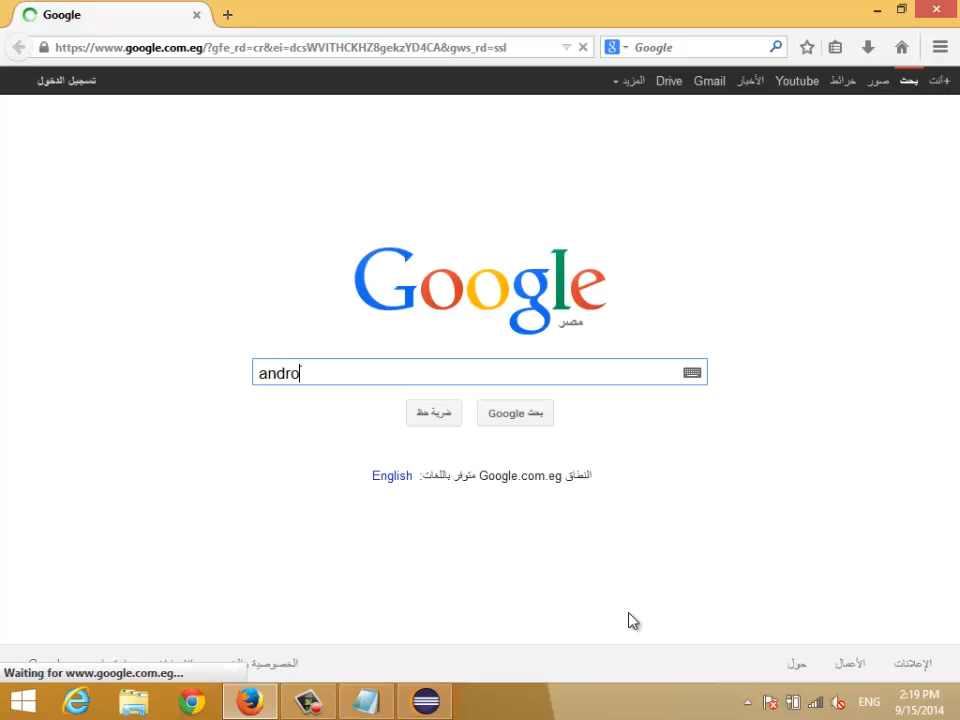 Google
https://www.google.com.eg/?gfe_rd=cr&ei=dcsWVITHCKHZ8gekzYD4CA&gws_rd=ssl
Google
+أنت بحث صور خرائط Youtube الأخبار Gmail Drive المزيد
تسجيل الدخول
Google
مصر
andro
بحث Google
ضربة حظ
النطاق Google.com.eg متوفر باللغات: English
الإعلانات الأعمال حول
الخصوصية
Waiting for www.google.com.eg...
ENG
2:19 PM
9/15/2014